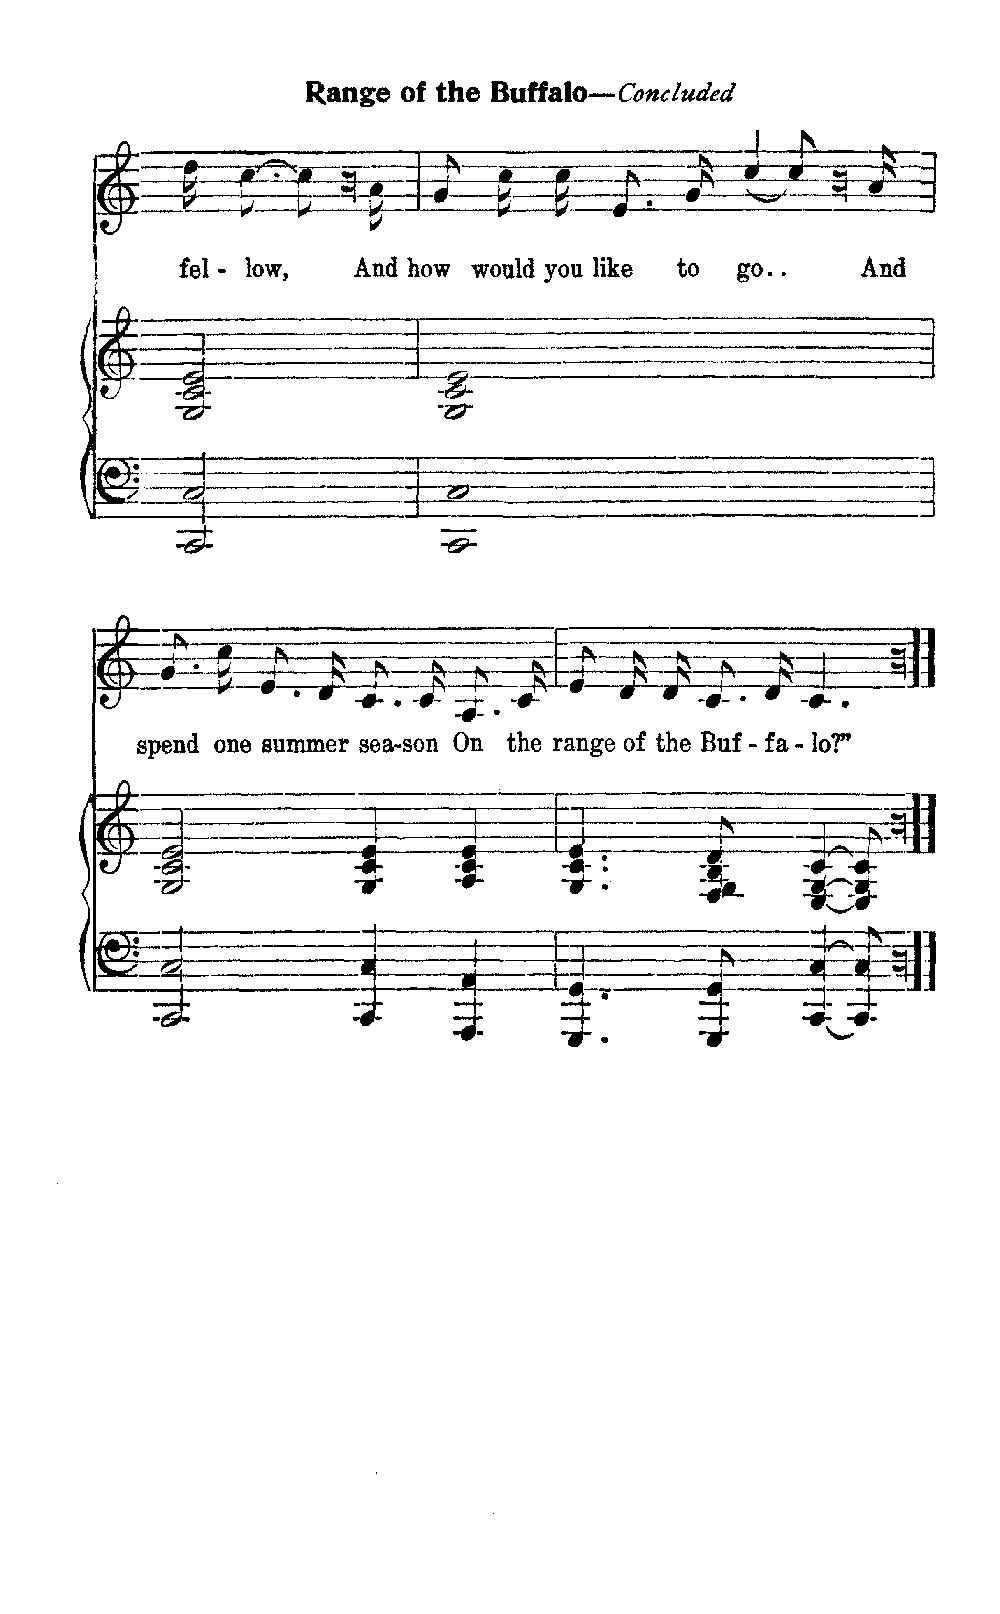 Range of the Buffalo—Concluded
fel - low, And how would you like to go. . And
spend one summer sea-son On the range of the Buf - fa - lo?”